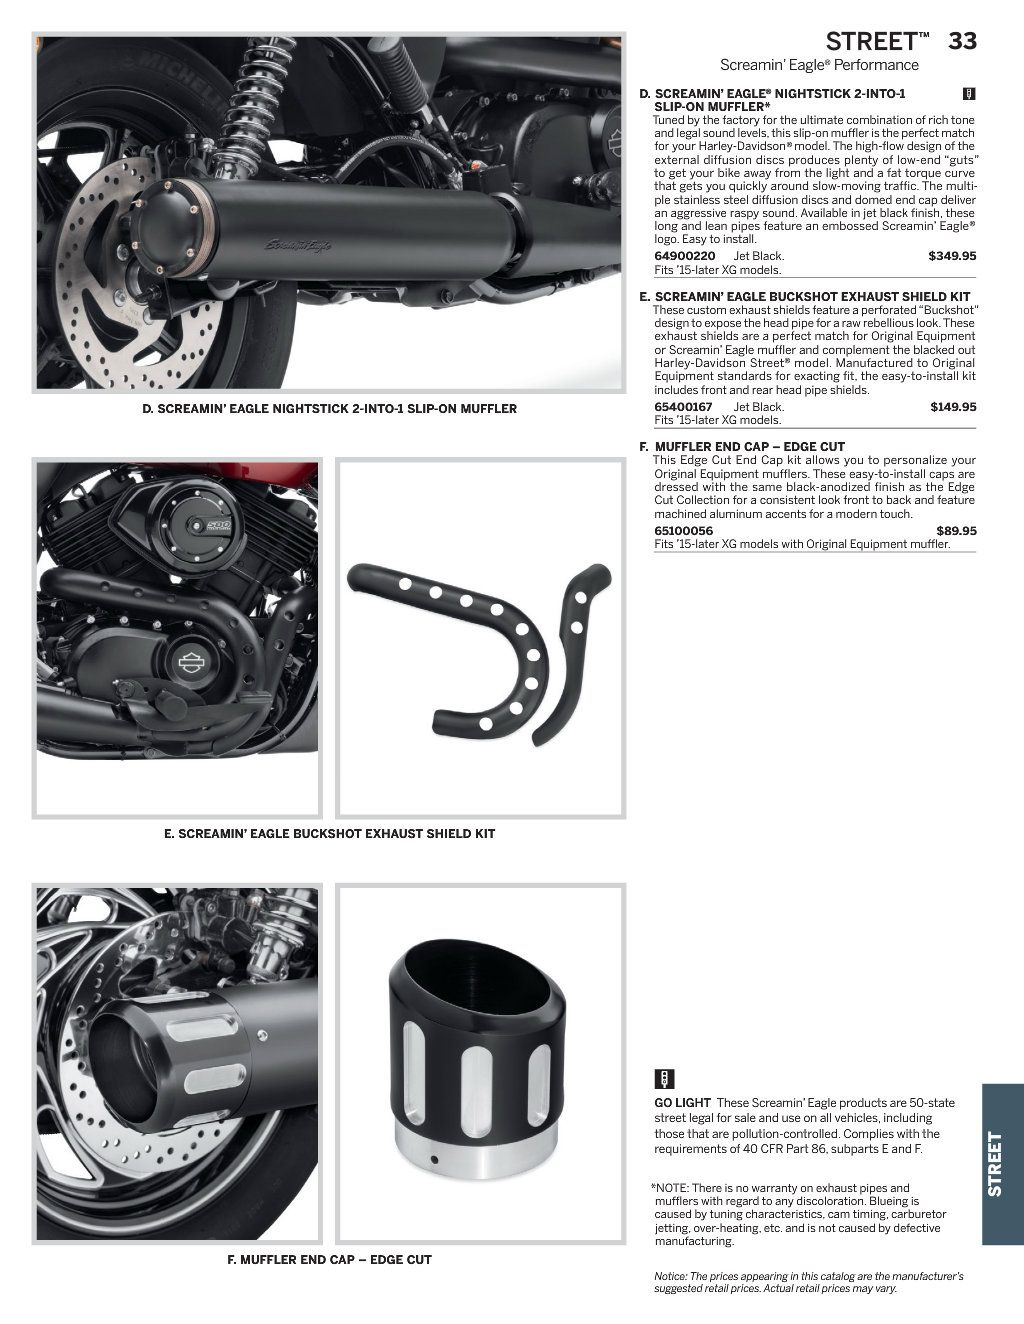 STREET™ 33
Screamin' Eagle® Performance
D. SCREAMIN' EAGLE® NIGHTSTICK 2-INTO-1
SLIP-ON MUFFLER*
Tuned by the factory for the ultimate combination of rich tone
and legal sound levels, this slip-on muffler is the perfect match
for your Harley-Davidson® model. The high-flow design of the
external diffusion discs produces plenty of low-end “guts”
to get your bike away from the light and a fat torque curve
that gets you quickly around slow-moving traffic. The multi-
ple stainless steel diffusion discs and domed end cap deliver
an aggressive raspy sound. Available in jet black finish, these
long and lean pipes feature an embossed Screamin' Eagle®
logo. Easy to install.
64900220 Jet Black. $349.95
Fits '15-later XG models.
E. SCREAMIN' EAGLE BUCKSHOT EXHAUST SHIELD KIT
These custom exhaust shields feature a perforated “Buckshot”
design to expose the head pipe for a raw rebellious look. These
exhaust shields are a perfect match for Original Equipment
or Screamin' Eagle muffler and complement the blacked out
Harley-Davidson Street® model. Manufactured to Original
Equipment standards for exacting fit, the easy-to-install kit
includes front and rear head pipe shields.
65400167 Jet Black. $149.95
Fits '15-later XG models.
F. MUFFLER END CAP – EDGE CUT
This Edge Cut End Cap kit allows you to personalize your
Original Equipment mufflers. These easy-to-install caps are
dressed with the same black-anodized finish as the Edge
Cut Collection for a consistent look front to back and feature
machined aluminum accents for a modern touch.
65100056 $89.95
Fits '15-later XG models with Original Equipment muffler.
MICHELIN
Screamin' Eagle
D. SCREAMIN' EAGLE NIGHTSTICK 2-INTO-1 SLIP-ON MUFFLER
500
E. SCREAMIN' EAGLE BUCKSHOT EXHAUST SHIELD KIT
F. MUFFLER END CAP – EDGE CUT
GO LIGHT These Screamin' Eagle products are 50-state
street legal for sale and use on all vehicles, including
those that are pollution-controlled. Complies with the
requirements of 40 CFR Part 86, subparts E and F.
*NOTE: There is no warranty on exhaust pipes and
mufflers with regard to any discoloration. Blueing is
caused by tuning characteristics, cam timing, carburetor
jetting, over-heating, etc. and is not caused by defective
manufacturing.
Notice: The prices appearing in this catalog are the manufacturer's
suggested retail prices. Actual retail prices may vary.
STREET